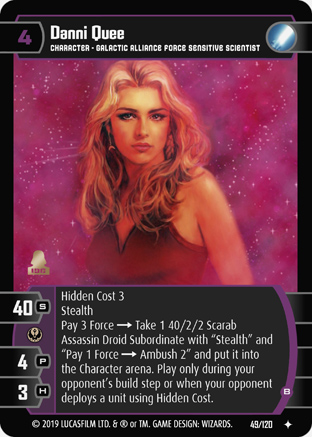 4
Danni Quee
CHARACTER - GALACTIC ALLIANCE FORCE SENSITIVE SCIENTIST
IDC
40 S
4 P
3 H
Hidden Cost 3
Stealth
Pay 3 Force → Take 1 40/2/2 Scarab
Assassin Droid Subordinate with “Stealth” and
“Pay 1 Force → Ambush 2” and put it into
the Character arena. Play only during your
opponent’s build step or when your opponent
deploys a unit using Hidden Cost.
B
© 2019 LUCASFILM LTD. & ® or TM. GAME DESIGN: WIZARDS. 49/120